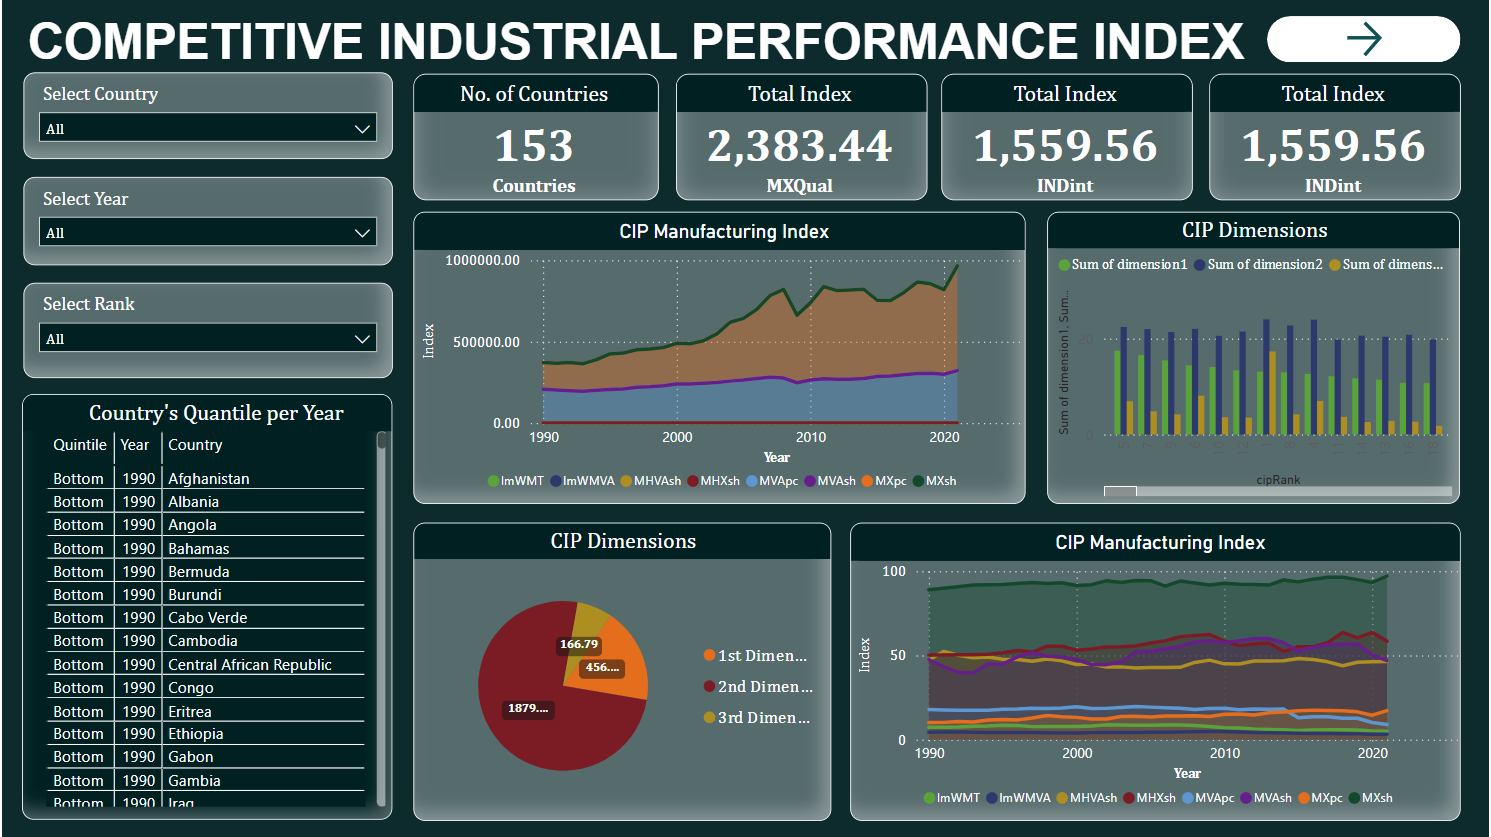 COMPETITIVE INDUSTRIAL PERFORMANCE INDEX
Select Country
All
Select Year
All
Select Rank
All
No. of Countries
153
Countries
Total Index
2,383.44
MXQual
Total Index
1,559.56
INDint
Total Index
1,559.56
INDint
Country's Quantile per Year
Quintile Year Country
Bottom 1990 Afghanistan
Bottom 1990 Albania
Bottom 1990 Angola
Bottom 1990 Bahamas
Bottom 1990 Bermuda
Bottom 1990 Burundi
Bottom 1990 Cabo Verde
Bottom 1990 Cambodia
Bottom 1990 Central African Republic
Bottom 1990 Congo
Bottom 1990 Eritrea
Bottom 1990 Ethiopia
Bottom 1990 Gabon
Bottom 1990 Gambia
Bottom 1990 Iraq
CIP Manufacturing Index
Index
1000000.00
500000.00
0.00
1990 2000 2010 2020
Year
ImWMT ImWMVA MHVAsh MHXsh MVApc MVAsh MXpc MXsh
CIP Dimensions
Sum of dimension1 Sum of dimension2 Sum of dimens...
Sum of dimension1, Sum...
20
0
cipRank
CIP Dimensions
166.79
456....
1879....
1st Dimen...
2nd Dimen...
3rd Dimen...
CIP Manufacturing Index
Index
100
50
0
1990 2000 2010 2020
Year
ImWMT ImWMVA MHVAsh MHXsh MVApc MVAsh MXpc MXsh